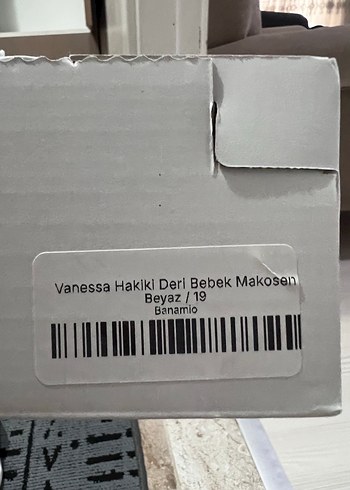 Vanessa Hakiki Deri Bebek Makosen
Beyaz / 19
Banamio